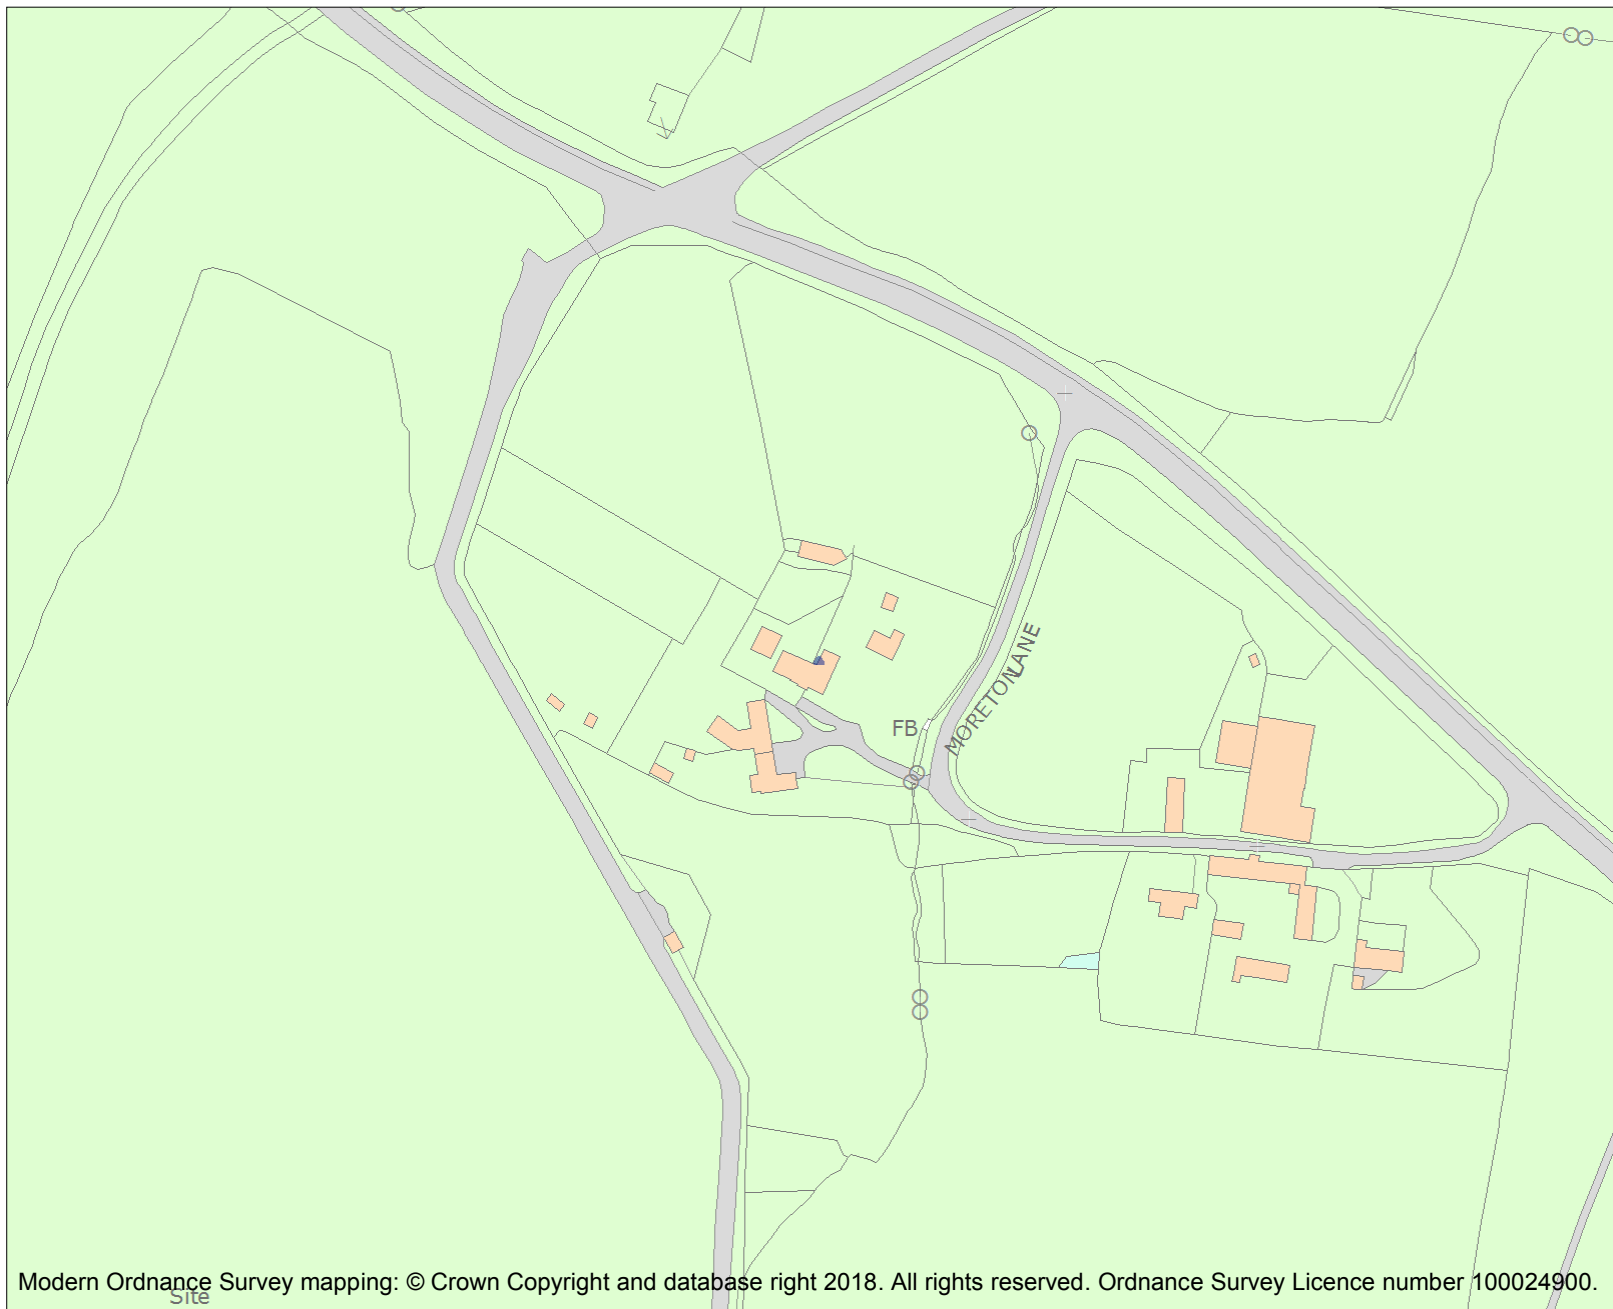 MORETON LANE
FB
Modern Ordnance Survey mapping: © Crown Copyright and database right 2018. All rights reserved. Ordnance Survey Licence number 100024900.
Site